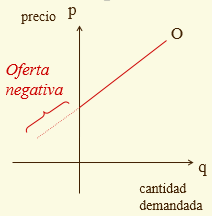 precio
p
O
Oferta
negativa
q
cantidad
demandada